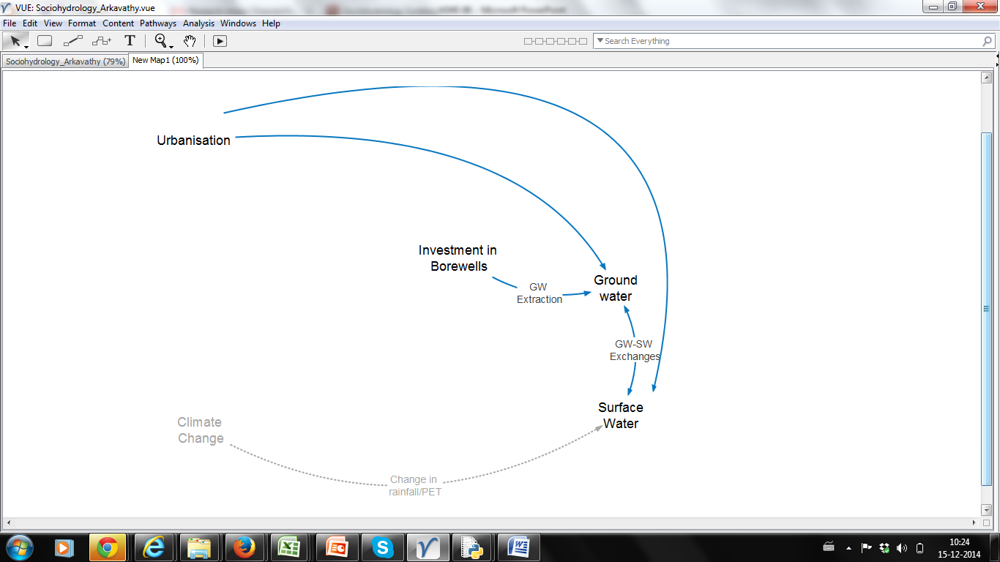 VUE: Sociohydrology_Arkavathy.vue
File Edit View Format Content Pathways Analysis Windows Help
T
Search Everything
Sociohydrology_Arkavathy (79%) New Map1 (100%)
Urbanisation
Investment in
Borewells
GW
Extraction
Ground
water
GW-SW
Exchanges
Surface
Water
Climate
Change
Change in
rainfall/PET
10:24
15-12-2014